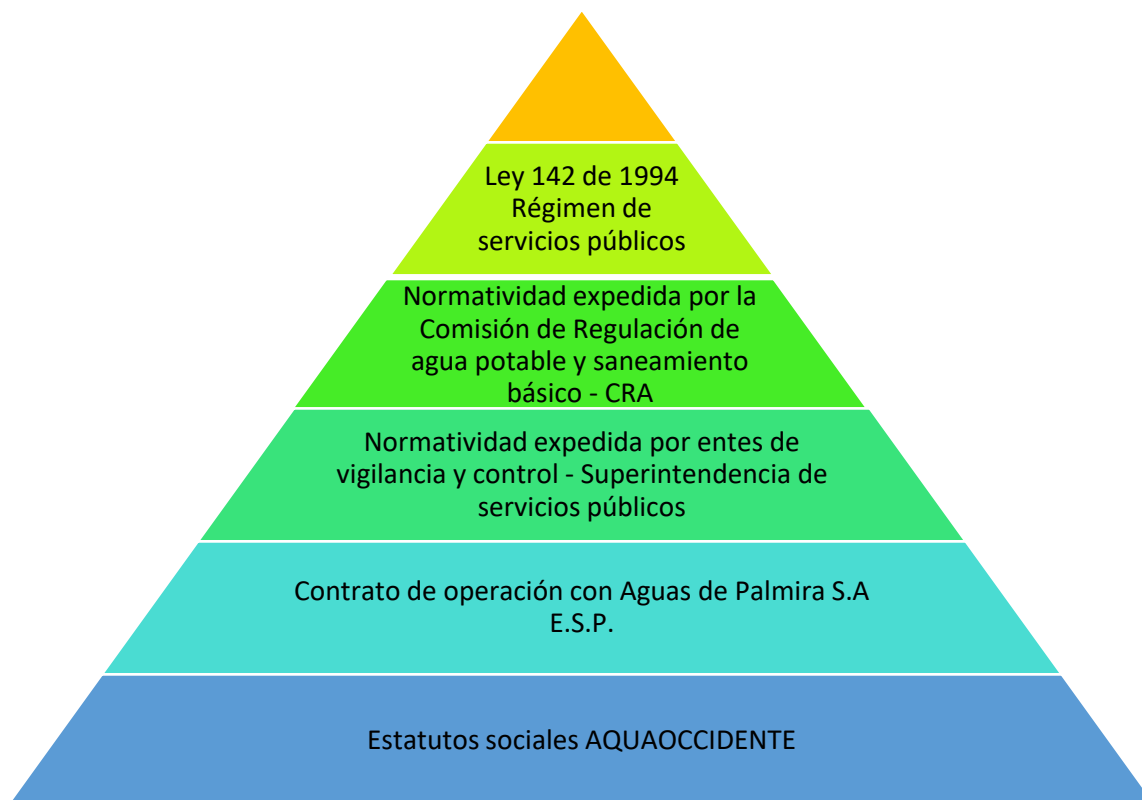 Ley 142 de 1994
Régimen de
servicios públicos
Normatividad expedida por la
Comisión de Regulación de
agua potable y saneamiento
básico - CRA
Normatividad expedida por entes de
vigilancia y control - Superintendencia de
servicios públicos
Contrato de operación con Aguas de Palmira S.A
E.S.P.
Estatutos sociales AQUAOCCIDENTE